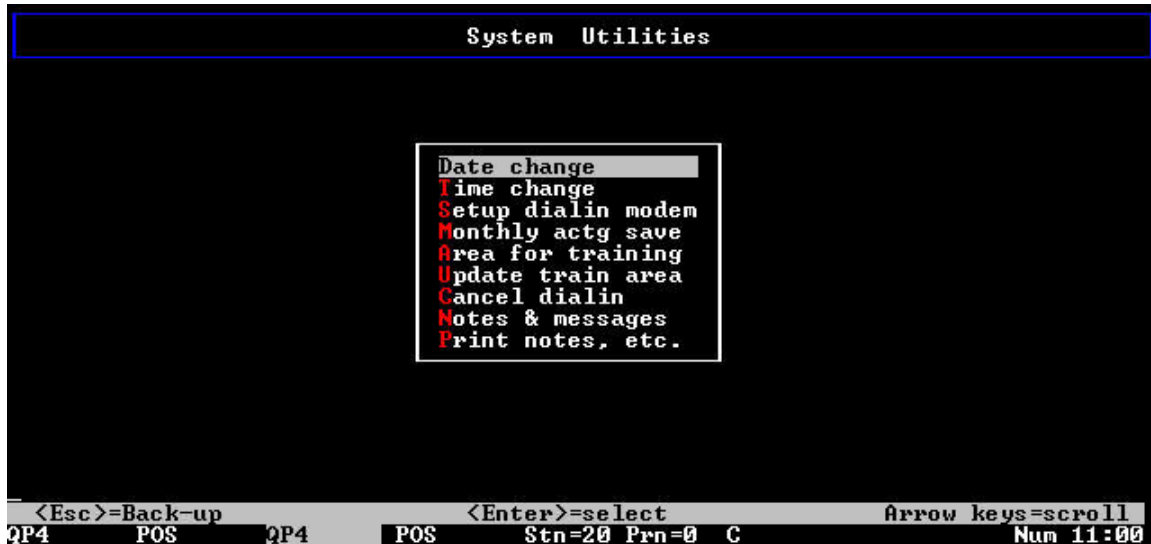 System Utilities
Date change
Time change
Setup dialin modem
Monthly actg save
Area for training
Update train area
Cancel dialin
Notes & messages
Print notes, etc.
<Esc>=Back-up <Enter>=select Arrow keys=scroll
QP4 POS QP4 POS Stn=20 Prn=0 C Num 11:00